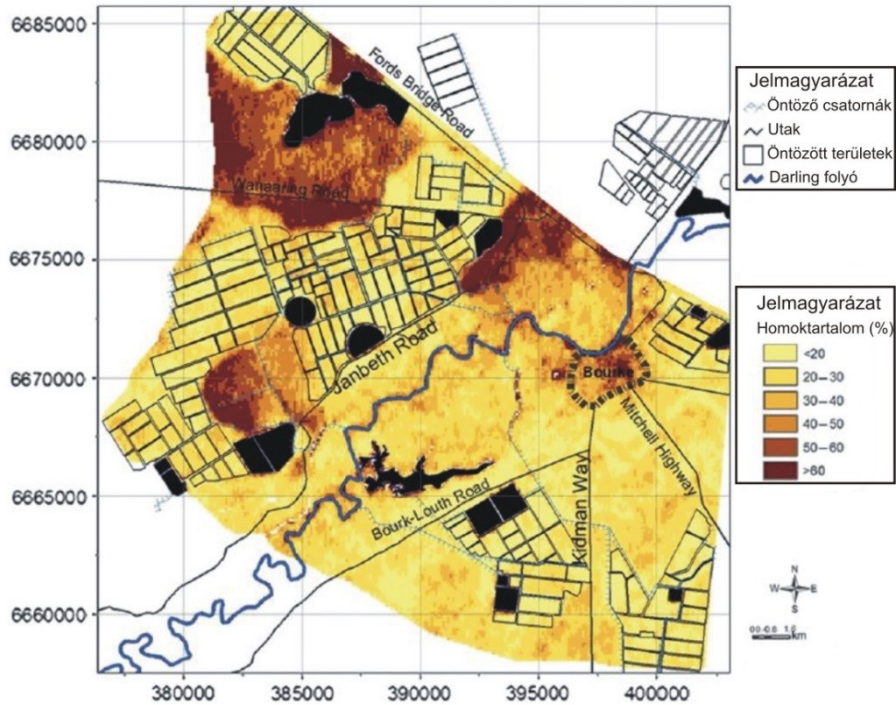 6685000
6680000
6675000
6670000
6665000
6660000
380000
385000
390000
395000
400000
Fords Bridge Road
Wanaaring Road
Janbeth Road
Bourke
Mitchell Highway
Kidman Way
Bourk-Louth Road
Jelmagyarázat
Öntöző csatornák
Utak
Öntözött területek
Darling folyó
Jelmagyarázat
Homoktartalom (%)
<20
20–30
30–40
40–50
50–60
>60
N
W E
S
km